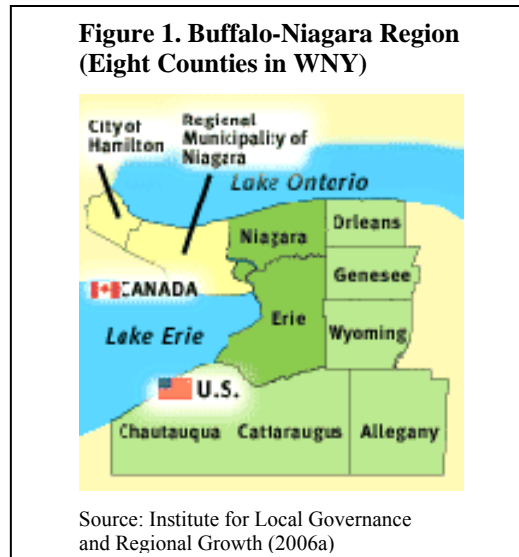 Figure 1. Buffalo-Niagara Region
(Eight Counties in WNY)
City of
Hamilton
Regional
Municipality of
Niagara
Lake Ontario
Niagara
Orleans
Genesee
CANADA
Erie
Wyoming
Lake Erie
U.S.
Chautauqua
Cattaraugus
Allegany
Source: Institute for Local Governance
and Regional Growth (2006a)